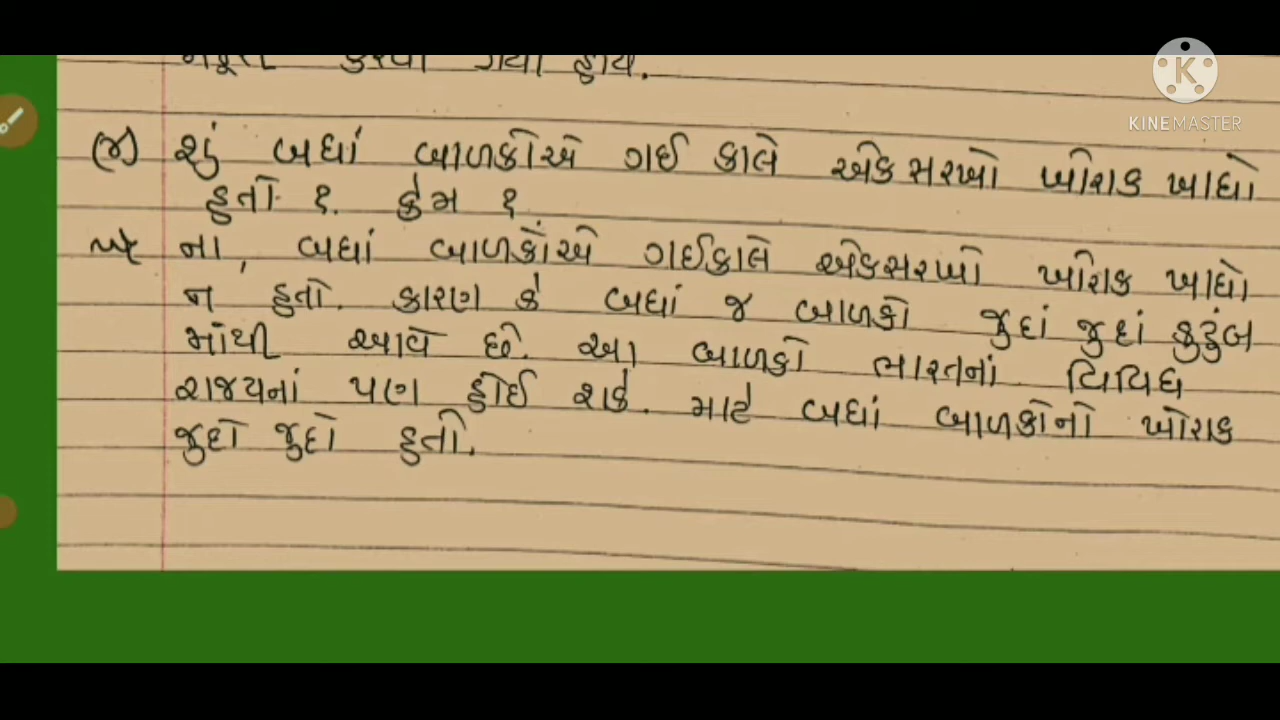 KINEMASTER
હોય.
(૪) શું બધાં બાળકોએ ગઈ કાલે એકસરખો ખોરાક ખાધો
હતો ? કેમ ?
ના, બધાં બાળકોએ ગઈકાલે એકસરખો ખોરાક ખાધો
ન હતો. કારણ કે બધાં જ બાળકો જુદાં જુદાં કુટુંબ
માંથી આવે છે. આ બાળકો ભારતનાં વિવિધ
રાજયનાં પણ હોઈ શકે. માટે બધાં બાળકોનો ખોરાક
જુદો જુદો હતો.